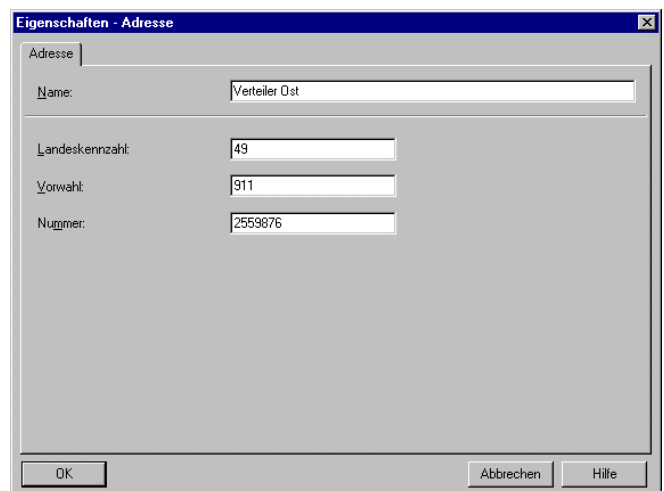 Eigenschaften - Adresse
Adresse
Name: Verteiler Ost
Landeskennzahl: 49
Vorwahl: 911
Nummer: 2559876
OK Abbrechen Hilfe